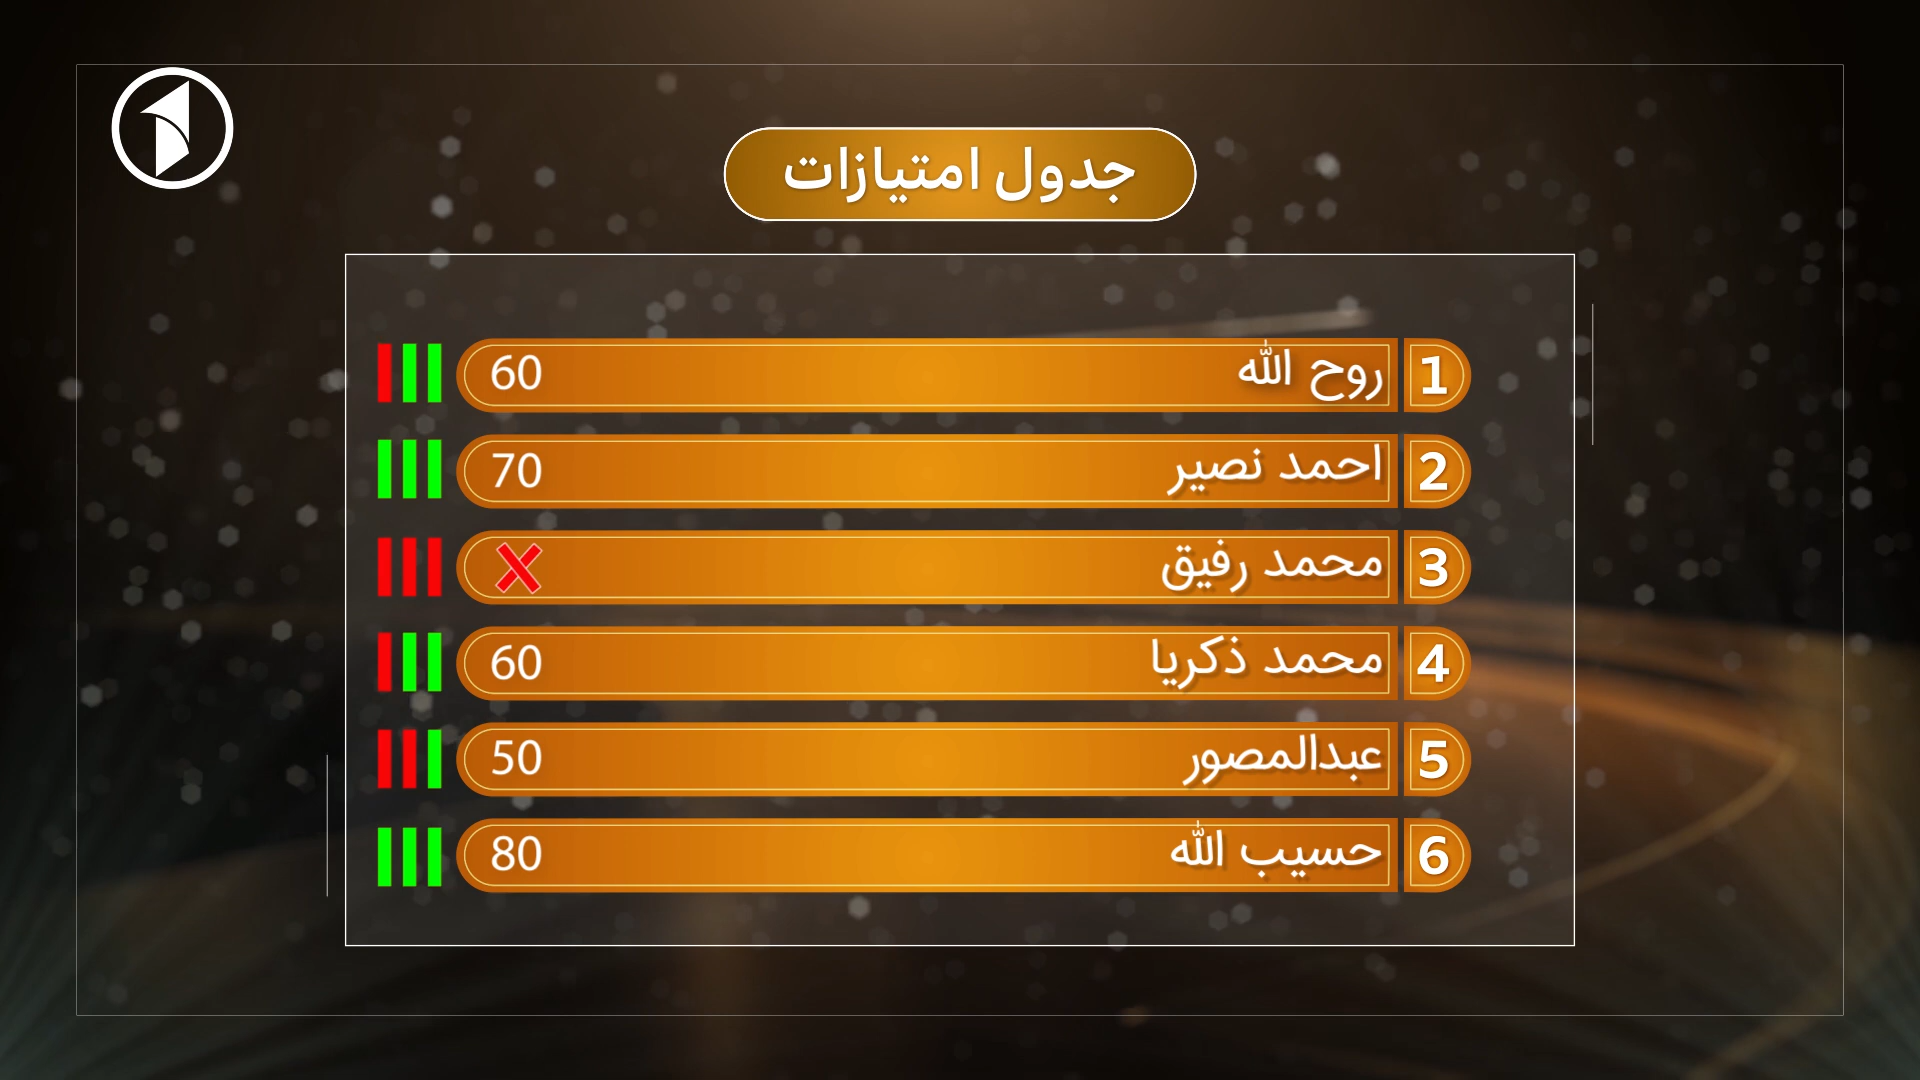 جدول امتیازات
1 روح الله 60
2 احمد نصیر 70
3 محمد رفیق
4 محمد ذکریا 60
5 عبدالمصور 50
6 حسیب الله 80